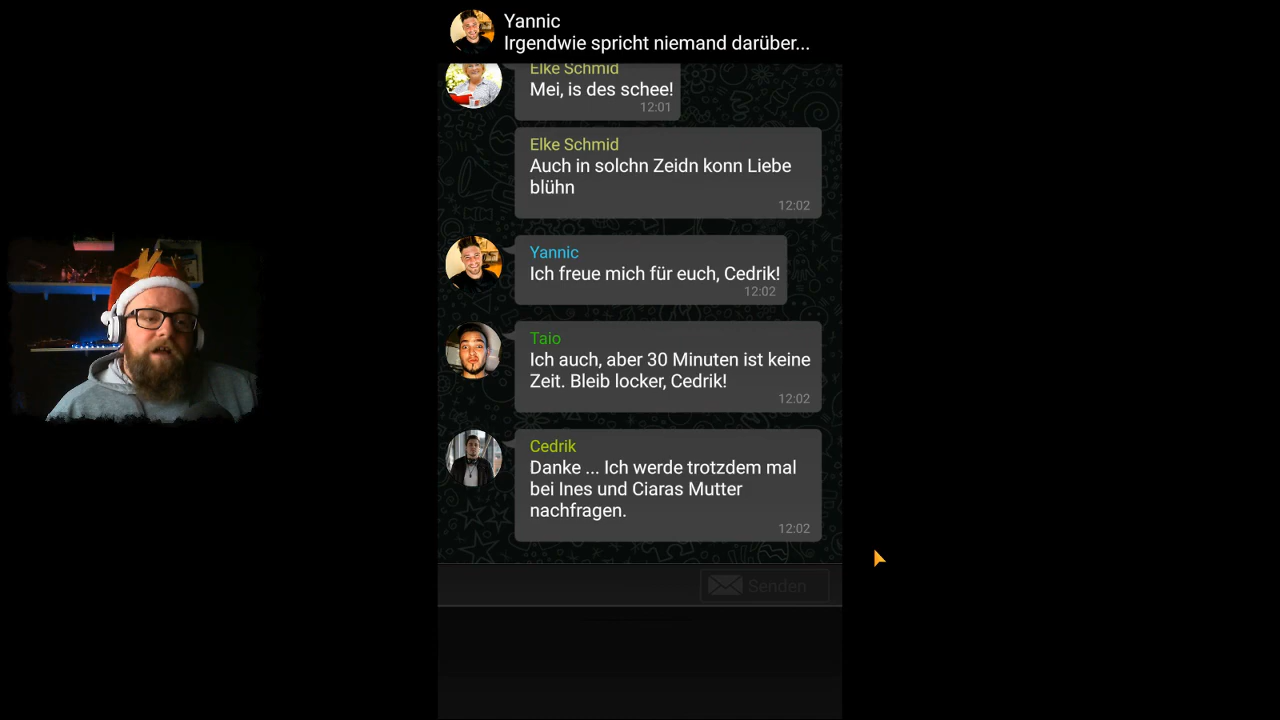 Yannic
Irgendwie spricht niemand darüber...
Elke Schmid
Mei, is des schee!
12:01
Elke Schmid
Auch in solchn Zeidn konn Liebe
blühn
12:02
Yannic
Ich freue mich für euch, Cedrik!
12:02
Taio
Ich auch, aber 30 Minuten ist keine
Zeit. Bleib locker, Cedrik!
12:02
Cedrik
Danke ... Ich werde trotzdem mal
bei Ines und Ciaras Mutter
nachfragen.
12:02
Senden